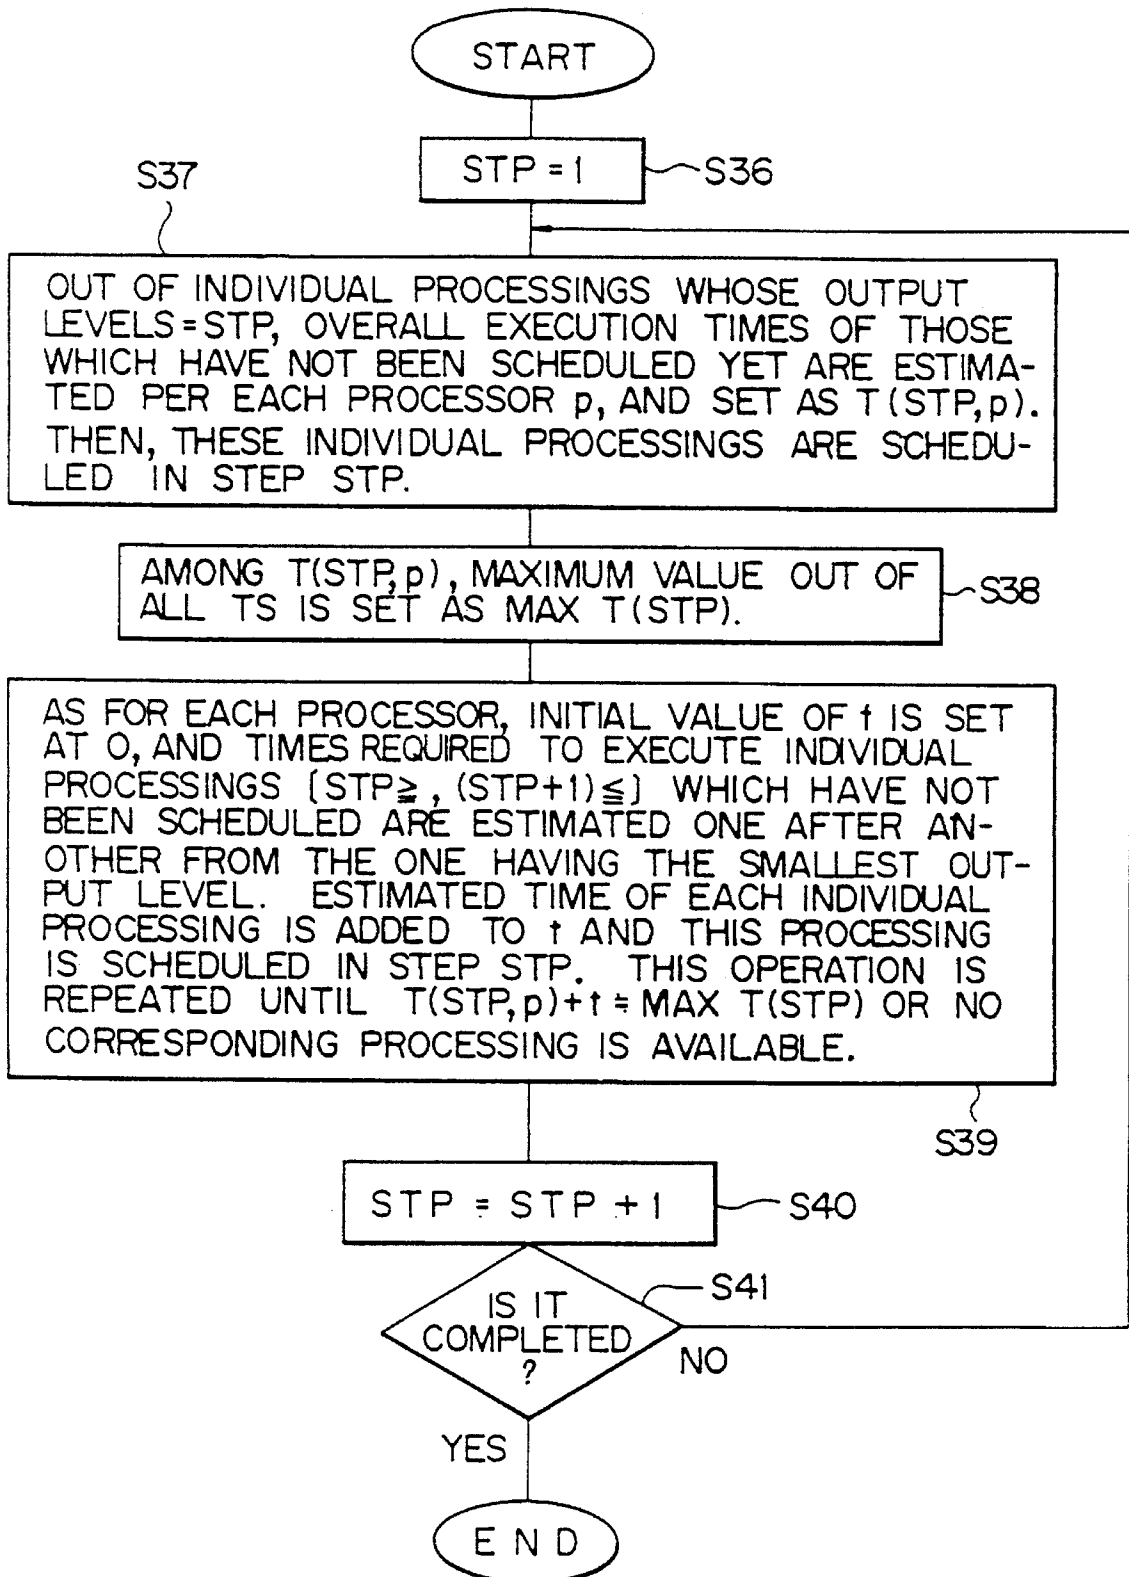 START
STP = 1
S36
S37
OUT OF INDIVIDUAL PROCESSINGS WHOSE OUTPUT
LEVELS=STP, OVERALL EXECUTION TIMES OF THOSE
WHICH HAVE NOT BEEN SCHEDULED YET ARE ESTIMA-
TED PER EACH PROCESSOR p, AND SET AS T(STP,p).
THEN, THESE INDIVIDUAL PROCESSINGS ARE SCHEDU-
LED IN STEP STP.
AMONG T(STP,p), MAXIMUM VALUE OUT OF
ALL TS IS SET AS MAX T(STP).
S38
AS FOR EACH PROCESSOR, INITIAL VALUE OF t IS SET
AT 0, AND TIMES REQUIRED TO EXECUTE INDIVIDUAL
PROCESSINGS [STP≧, (STP+1)≦] WHICH HAVE NOT
BEEN SCHEDULED ARE ESTIMATED ONE AFTER AN-
OTHER FROM THE ONE HAVING THE SMALLEST OUT-
PUT LEVEL. ESTIMATED TIME OF EACH INDIVIDUAL
PROCESSING IS ADDED TO t AND THIS PROCESSING
IS SCHEDULED IN STEP STP. THIS OPERATION IS
REPEATED UNTIL T(STP,p)+t ≒ MAX T(STP) OR NO
CORRESPONDING PROCESSING IS AVAILABLE.
S39
STP = STP + 1
S40
IS IT
COMPLETED
?
S41
NO
YES
END